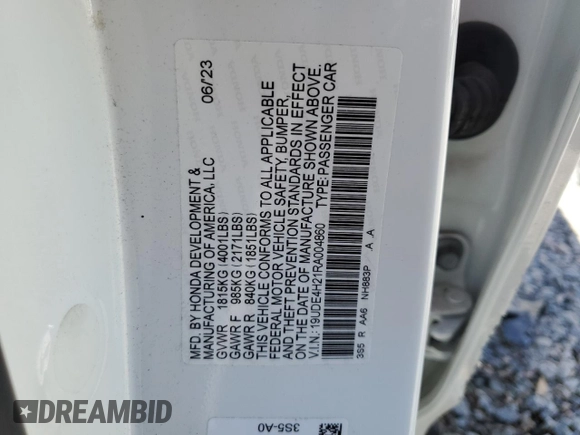 06/23
MFD. BY HONDA DEVELOPMENT &
MANUFACTURING OF AMERICA, LLC
GVWR 1815KG (4001LBS)
GAWR F 985KG (2171LBS)
GAWR R 840KG (1851LBS)
THIS VEHICLE CONFORMS TO ALL APPLICABLE
FEDERAL MOTOR VEHICLE SAFETY, BUMPER,
AND THEFT PREVENTION STANDARDS IN EFFECT
ON THE DATE OF MANUFACTURE SHOWN ABOVE.
V.I.N.:19UDE4H21RA004860 TYPE:PASSENGER CAR
3S5 R AA6 NH883P A A
3S5-A0
DREAMBID